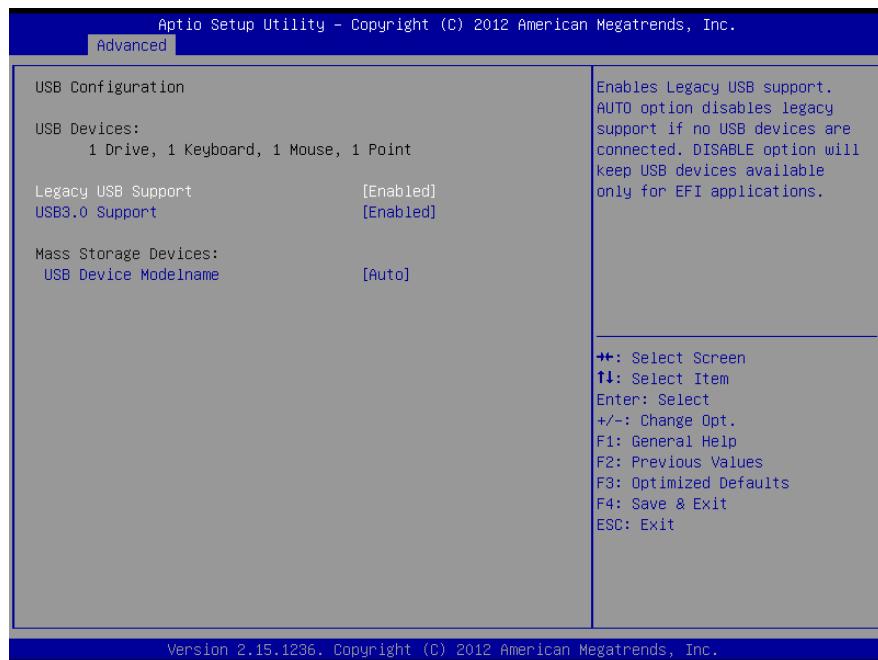 Aptio Setup Utility – Copyright (C) 2012 American Megatrends, Inc.
Advanced
USB Configuration
USB Devices:
1 Drive, 1 Keyboard, 1 Mouse, 1 Point
Legacy USB Support [Enabled]
USB3.0 Support [Enabled]
Mass Storage Devices:
USB Device Modelname [Auto]
Enables Legacy USB support.
AUTO option disables legacy
support if no USB devices are
connected. DISABLE option will
keep USB devices available
only for EFI applications.
→←: Select Screen
↑↓: Select Item
Enter: Select
+/-: Change Opt.
F1: General Help
F2: Previous Values
F3: Optimized Defaults
F4: Save & Exit
ESC: Exit
Version 2.15.1236. Copyright (C) 2012 American Megatrends, Inc.